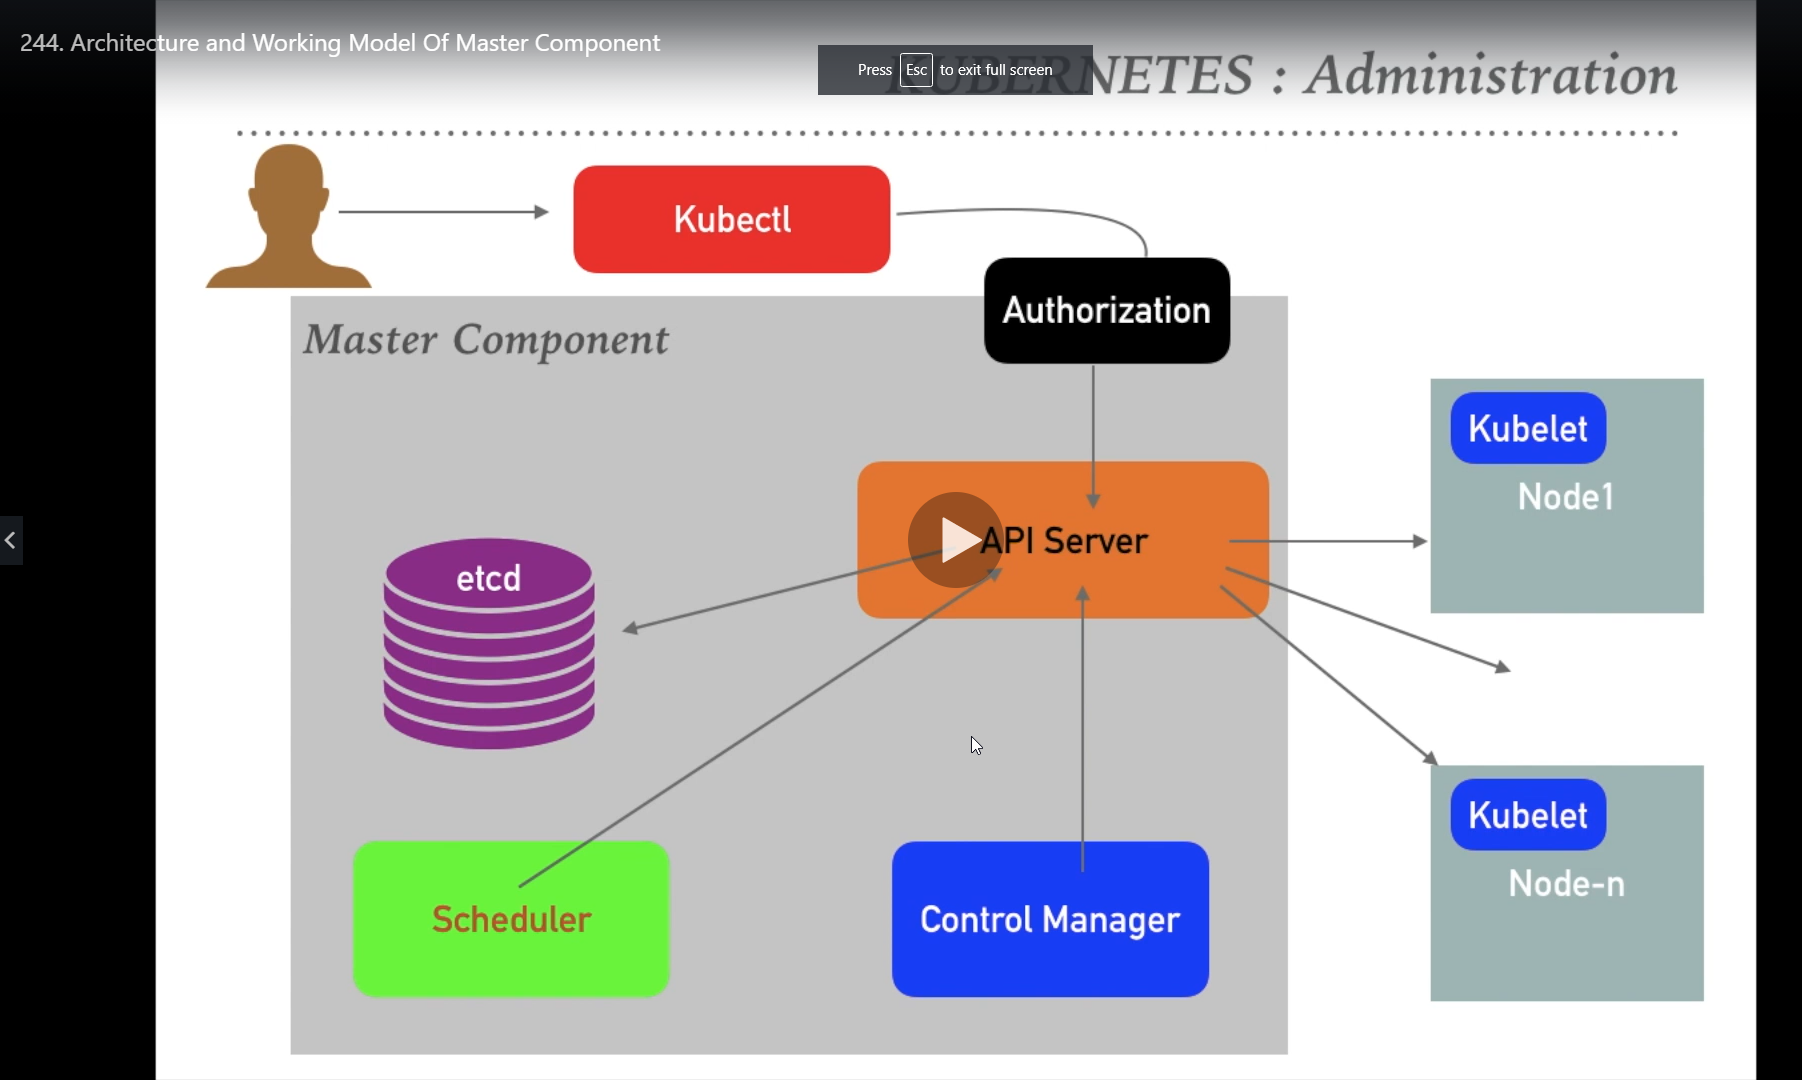 244. Architecture and Working Model Of Master Component
Press Esc to exit full screen
KUBERNETES : Administration
Kubectl
Authorization
Master Component
Kubelet
Node1
API Server
etcd
Kubelet
Node-n
Scheduler
Control Manager